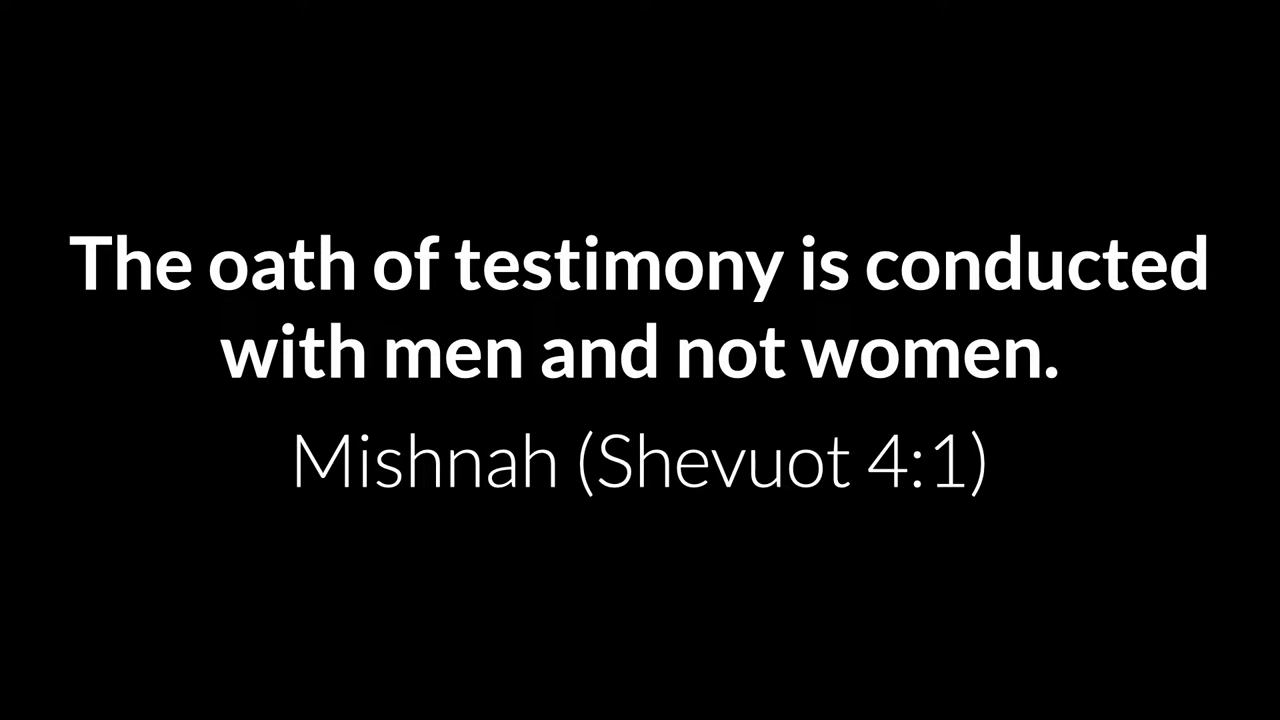 The oath of testimony is conducted
with men and not women.
Mishnah (Shevuot 4:1)